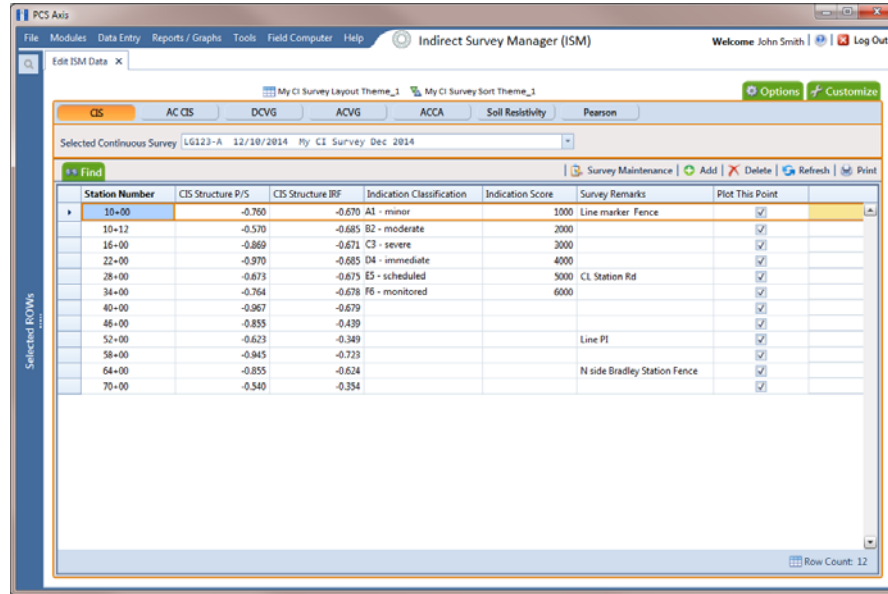 PCS Axis
File Modules Data Entry Reports / Graphs Tools Field Computer Help Indirect Survey Manager (ISM) Welcome John Smith | | Log Out
Edit ISM Data X
My CI Survey Layout Theme_1 My CI Survey Sort Theme_1 Options Customize
CIS AC CIS DCVG ACVG ACCA Soil Resistivity Pearson
Selected Continuous Survey LG123-A 12/10/2014 My CI Survey Dec 2014
Find | Survey Maintenance | Add | Delete | Refresh | Print
Station Number CIS Structure P/S CIS Structure IRF Indication Classification Indication Score Survey Remarks Plot This Point
10+00 -0.760 -0.670 A1 - minor 1000 Line marker Fence
10+12 -0.570 -0.685 B2 - moderate 2000
16+00 -0.869 -0.671 C3 - severe 3000
22+00 -0.970 -0.685 D4 - immediate 4000
28+00 -0.673 -0.675 E5 - scheduled 5000 CL Station Rd
34+00 -0.764 -0.678 F6 - monitored 6000
40+00 -0.967 -0.679
46+00 -0.855 -0.439
52+00 -0.623 -0.349 Line PI
58+00 -0.945 -0.723
64+00 -0.855 -0.624 N side Bradley Station Fence
70+00 -0.540 -0.354
Selected ROWs
Row Count: 12